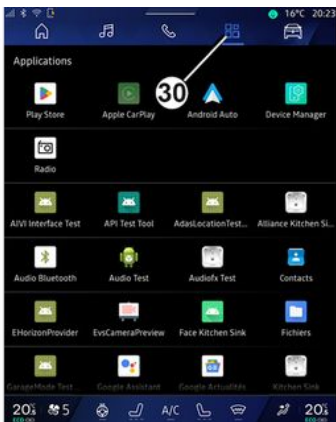 16°C 20:23
Applications
30
Play Store Apple CarPlay Android Auto Device Manager
Radio
AIVI Interface Test API Test Tool AdasLocationTest... Alliance Kitchen Si...
Audio Bluetooth Audio Test Audiofx Test Contacts
EHorizonProvider EvsCameraPreview Face Kitchen Sink Fichiers
GarageMode Test Google Assistant Google Actualités Kitchen Sink
20 5 A/C 20